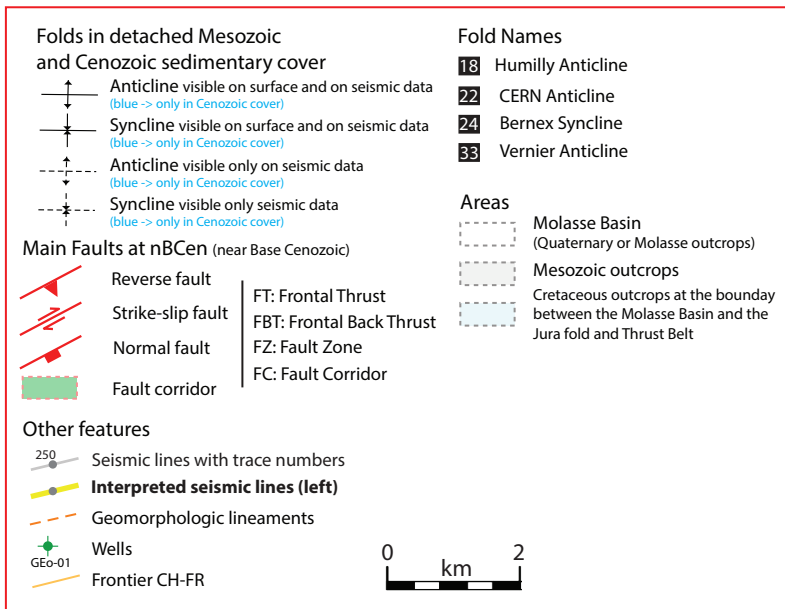 Folds in detached Mesozoic
and Cenozoic sedimentary cover
Anticline visible on surface and on seismic data
(blue -> only in Cenozoic cover)
Syncline visible on surface and on seismic data
(blue -> only in Cenozoic cover)
Anticline visible only on seismic data
(blue -> only in Cenozoic cover)
Syncline visible only seismic data
(blue -> only in Cenozoic cover)
Main Faults at nBCen (near Base Cenozoic)
Reverse fault
Strike-slip fault
Normal fault
Fault corridor
FT: Frontal Thrust
FBT: Frontal Back Thrust
FZ: Fault Zone
FC: Fault Corridor
Other features
250 Seismic lines with trace numbers
Interpreted seismic lines (left)
Geomorphologic lineaments
Wells
GEo-01
Frontier CH-FR
Fold Names
18 Humilly Anticline
22 CERN Anticline
24 Bernex Syncline
33 Vernier Anticline
Areas
Molasse Basin
(Quaternary or Molasse outcrops)
Mesozoic outcrops
Cretaceous outcrops at the bounday
between the Molasse Basin and the
Jura fold and Thrust Belt
0 2
km